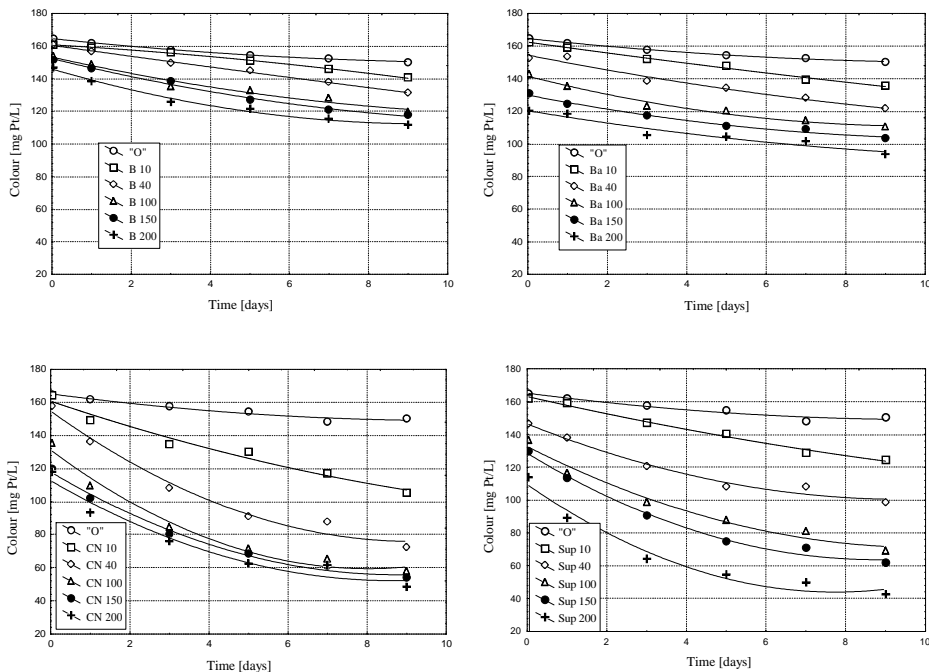 180
160
140
120
100
80
60
40
20
Colour [mg Pt/L]
"O"
B 10
B 40
B 100
B 150
B 200
0 2 4 6 8 10
Time [days]
180
160
140
120
100
80
60
40
20
Colour [mg Pt/L]
"O"
Ba 10
Ba 40
Ba 100
Ba 150
Ba 200
0 2 4 6 8 10
Time [days]
180
160
140
120
100
80
60
40
20
Colour [mg Pt/L]
"O"
CN 10
CN 40
CN 100
CN 150
CN 200
0 2 4 6 8 10
Time [days]
180
160
140
120
100
80
60
40
20
Colour [mg Pt/L]
"O"
Sup 10
Sup 40
Sup 100
Sup 150
Sup 200
0 2 4 6 8 10
Time [days]